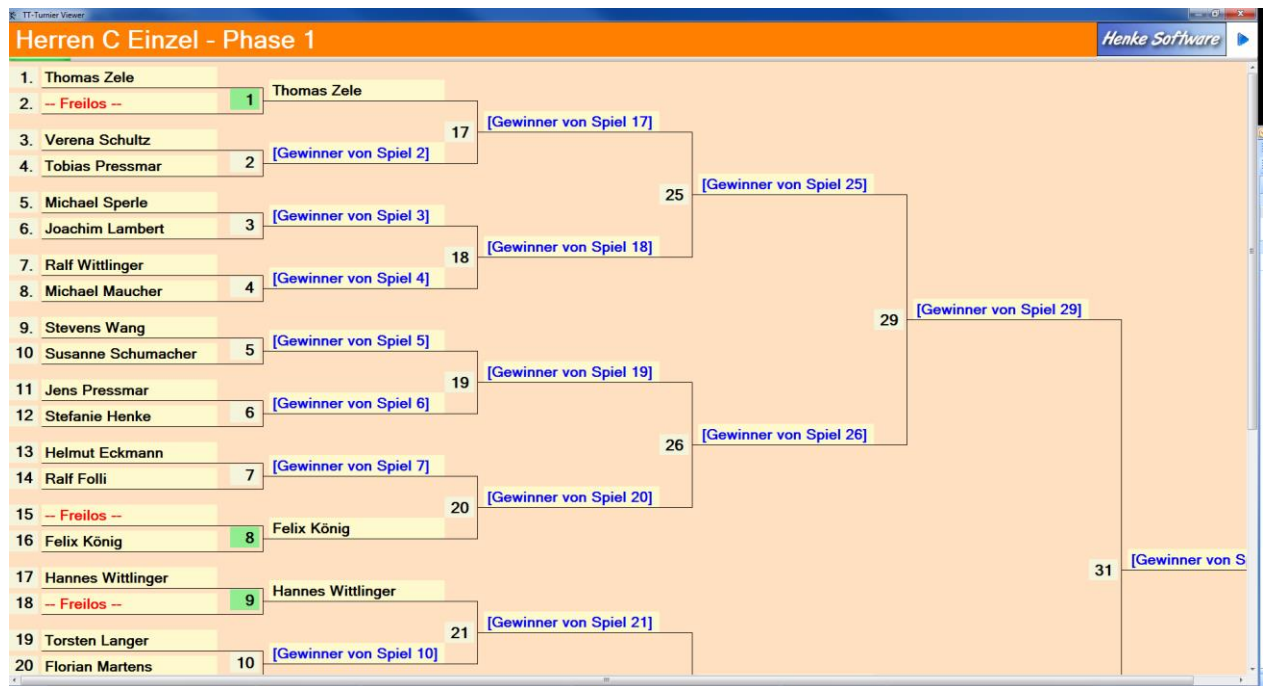 TT-Turnier Viewer
Herren C Einzel - Phase 1
Henke Software
1. Thomas Zele
2. -- Freilos --
1
Thomas Zele
3. Verena Schultz
4. Tobias Pressmar
2
[Gewinner von Spiel 2]
17
[Gewinner von Spiel 17]
5. Michael Sperle
6. Joachim Lambert
3
[Gewinner von Spiel 3]
7. Ralf Wittlinger
8. Michael Maucher
4
[Gewinner von Spiel 4]
18
[Gewinner von Spiel 18]
25
[Gewinner von Spiel 25]
9. Stevens Wang
10 Susanne Schumacher
5
[Gewinner von Spiel 5]
11 Jens Pressmar
12 Stefanie Henke
6
[Gewinner von Spiel 6]
19
[Gewinner von Spiel 19]
13 Helmut Eckmann
14 Ralf Folli
7
[Gewinner von Spiel 7]
15 -- Freilos --
16 Felix König
8
Felix König
20
[Gewinner von Spiel 20]
26
[Gewinner von Spiel 26]
29
[Gewinner von Spiel 29]
17 Hannes Wittlinger
18 -- Freilos --
9
Hannes Wittlinger
19 Torsten Langer
20 Florian Martens
10
[Gewinner von Spiel 10]
21
[Gewinner von Spiel 21]
31
[Gewinner von S